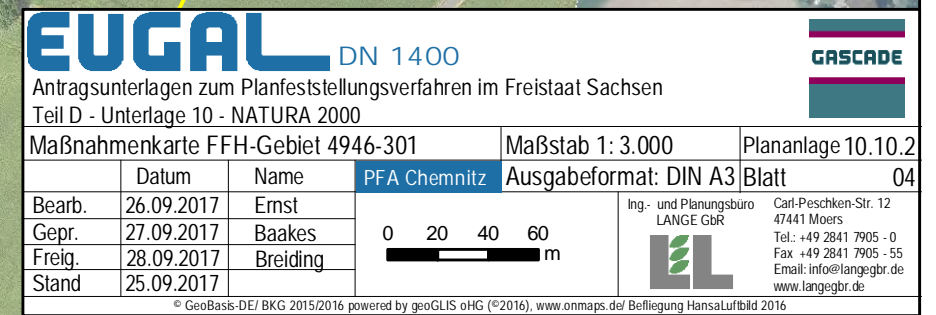 EUGAL DN 1400
GASCADE
Antragsunterlagen zum Planfeststellungsverfahren im Freistaat Sachsen
Teil D - Unterlage 10 - NATURA 2000
Maßnahmenkarte FFH-Gebiet 4946-301 Maßstab 1: 3.000 Plananlage 10.10.2
Datum Name PFA Chemnitz Ausgabeformat: DIN A3 Blatt 04
Bearb. 26.09.2017 Ernst
Gepr. 27.09.2017 Baakes
Freig. 28.09.2017 Breiding
Stand 25.09.2017
0 20 40 60
m
Ing.- und Planungsbüro
LANGE GbR
Carl-Peschken-Str. 12
47441 Moers
Tel.: +49 2841 7905 - 0
Fax +49 2841 7905 - 55
Email: info@langegbr.de
www.langegbr.de
© GeoBasis-DE/ BKG 2015/2016 powered by geoGLIS oHG (©2016), www.onmaps.de/ Befliegung HansaLuftbild 2016